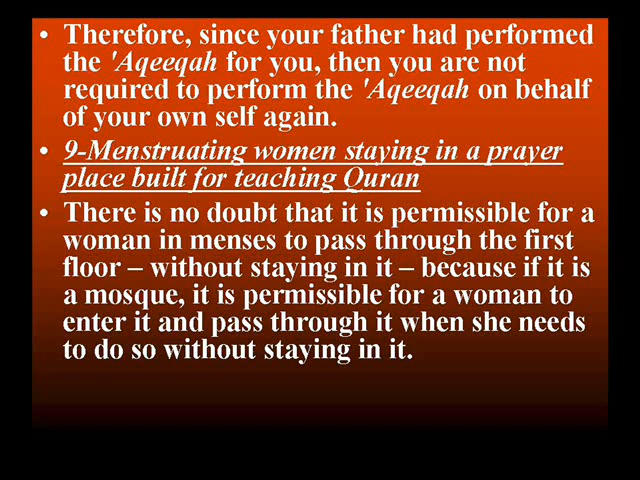 • Therefore, since your father had performed
the 'Aqeeqah for you, then you are not
required to perform the 'Aqeeqah on behalf
of your own self again.
• 9-Menstruating women staying in a prayer
place built for teaching Quran
• There is no doubt that it is permissible for a
woman in menses to pass through the first
floor – without staying in it – because if it is
a mosque, it is permissible for a woman to
enter it and pass through it when she needs
to do so without staying in it.